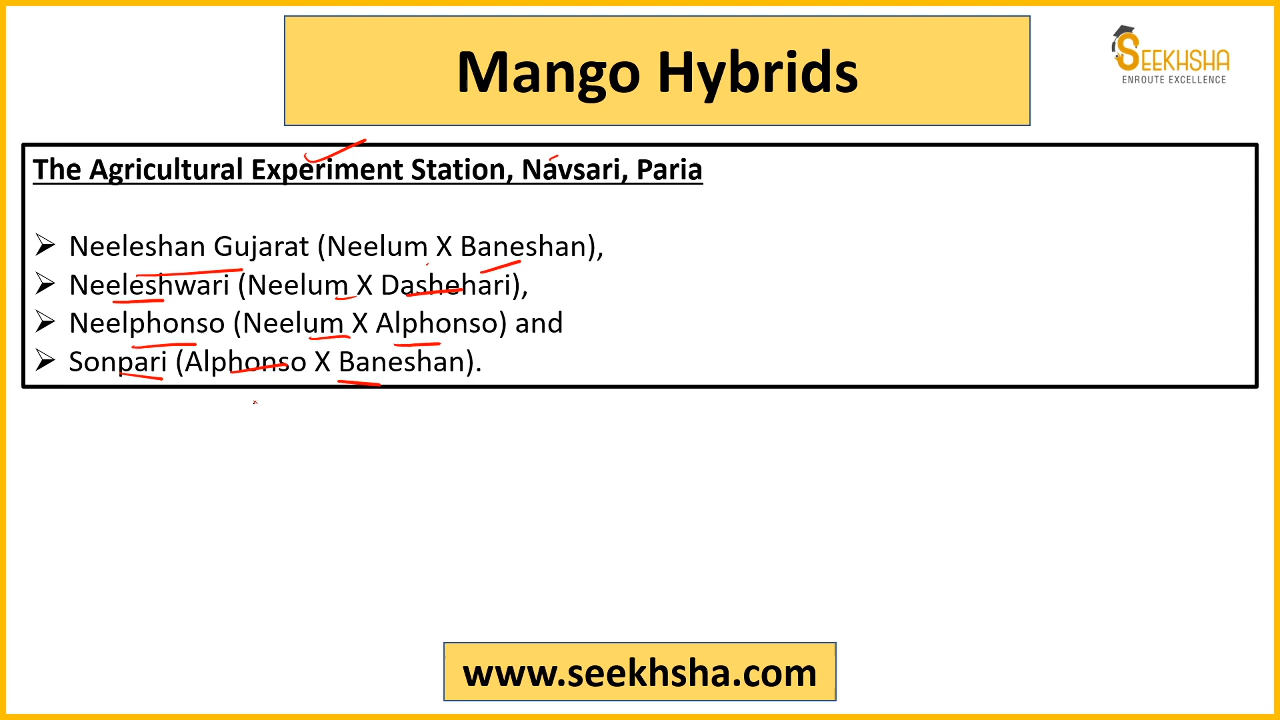 Mango Hybrids
SEEKHSHA
ENROUTE EXCELLENCE
The Agricultural Experiment Station, Navsari, Paria
➢ Neeleshan Gujarat (Neelum X Baneshan),
➢ Neeleshwari (Neelum X Dashehari),
➢ Neelphonso (Neelum X Alphonso) and
➢ Sonpari (Alphonso X Baneshan).
www.seekhsha.com